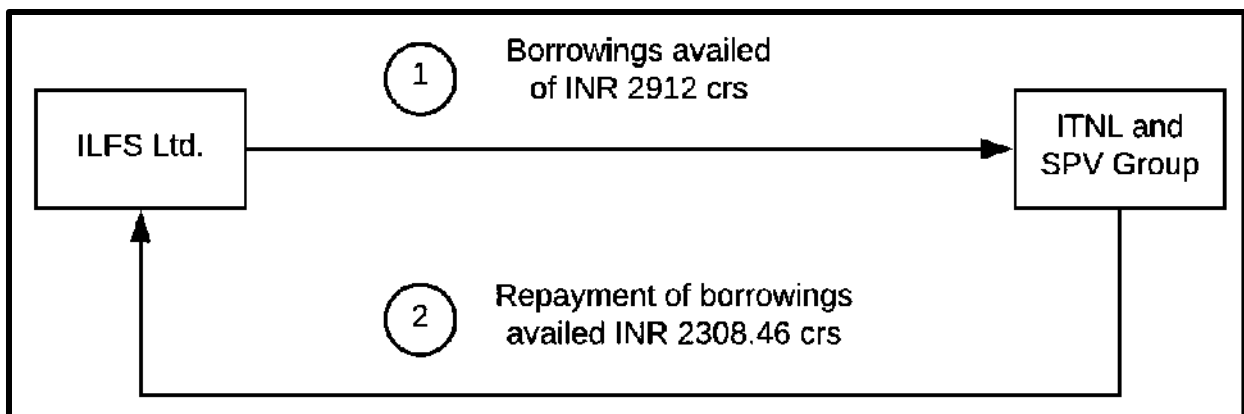 1
Borrowings availed
of INR 2912 crs
ILFS Ltd.
ITNL and
SPV Group
2
Repayment of borrowings
availed INR 2308.46 crs